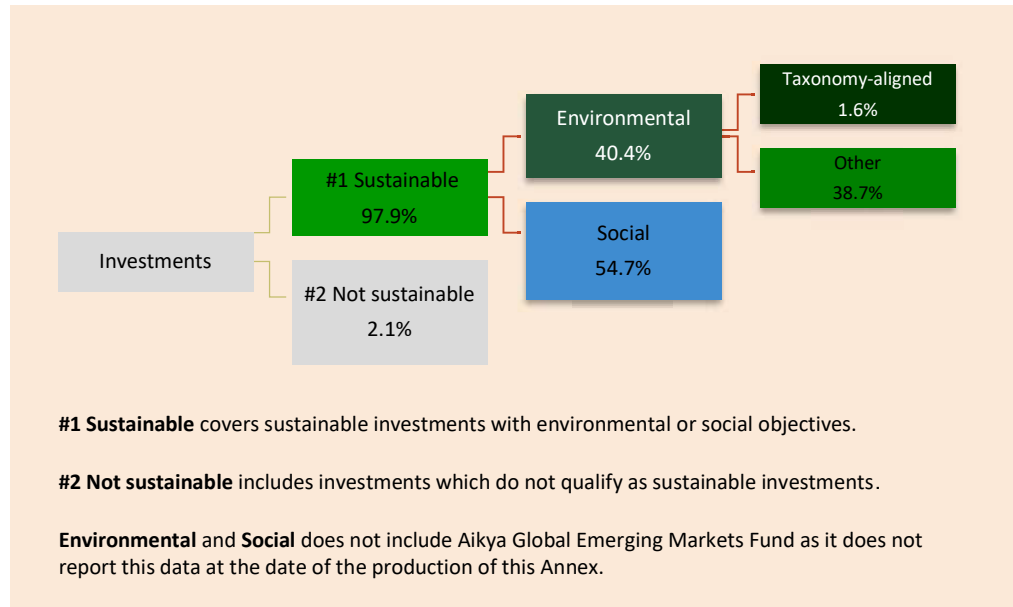 Taxonomy-aligned
1.6%
Environmental
40.4%
Other
38.7%
#1 Sustainable
97.9%
Social
54.7%
Investments
#2 Not sustainable
2.1%
#1 Sustainable covers sustainable investments with environmental or social objectives.
#2 Not sustainable includes investments which do not qualify as sustainable investments.
Environmental and Social does not include Aikya Global Emerging Markets Fund as it does not
report this data at the date of the production of this Annex.